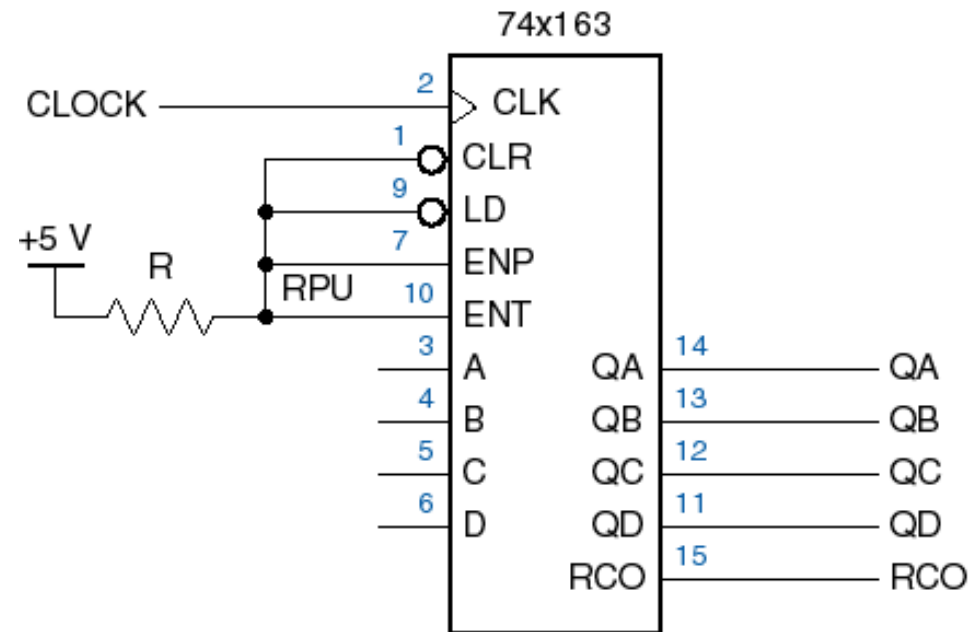 74x163
2
CLOCK
CLK
1
CLR
9
LD
+5 V
7
ENP
R
RPU
10
ENT
3
A
QA
14
QA
4
B
QB
13
QB
5
C
QC
12
QC
6
D
QD
11
QD
RCO
15
RCO